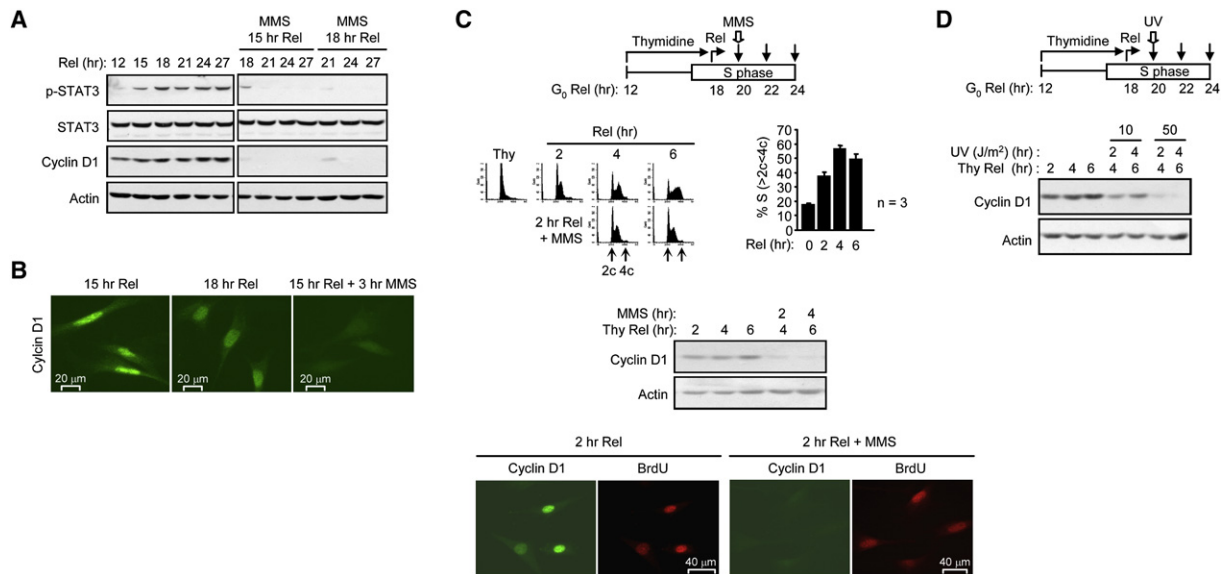 A
MMS 15 hr Rel
MMS 18 hr Rel
Rel (hr): 12 15 18 21 24 27 18 21 24 27 21 24 27
p-STAT3
STAT3
Cyclin D1
Actin
B
15 hr Rel
18 hr Rel
15 hr Rel + 3 hr MMS
Cylcin D1
20 μm
20 μm
20 μm
C
MMS
Thymidine
Rel
S phase
G0 Rel (hr): 12 18 20 22 24
Rel (hr)
Thy 2 4 6
2 hr Rel + MMS
2c 4c
% S (>2c<4c)
70
60
50
40
30
20
10
0
Rel (hr): 0 2 4 6
n = 3
MMS (hr): 2 4
Thy Rel (hr): 2 4 6 4 6
Cyclin D1
Actin
2 hr Rel
2 hr Rel + MMS
Cyclin D1
BrdU
Cyclin D1
BrdU
40 μm
40 μm
D
UV
Thymidine
Rel
S phase
G0 Rel (hr): 12 18 20 22 24
10 50
UV (J/m²) (hr) : 2 4 2 4
Thy Rel (hr) : 2 4 6 4 6 4 6
Cyclin D1
Actin